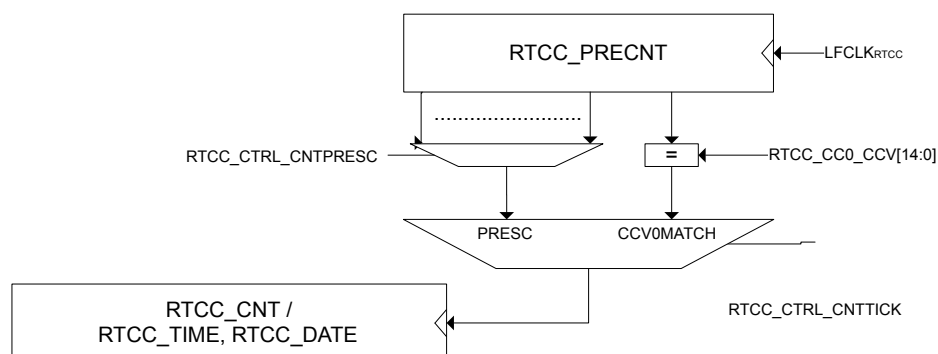 RTCC_PRECNT
LFCLKRTCC
RTCC_CTRL_CNTPRESC
=
RTCC_CC0_CCV[14:0]
PRESC
CCV0MATCH
RTCC_CNT /
RTCC_TIME, RTCC_DATE
RTCC_CTRL_CNTTICK